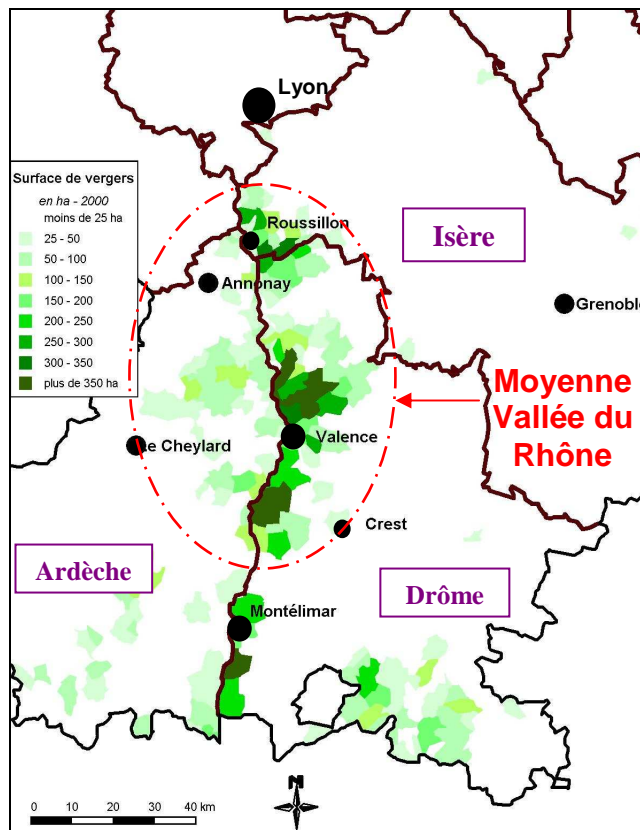 Lyon
Surface de vergers
en ha - 2000
moins de 25 ha
25 - 50
50 - 100
100 - 150
150 - 200
200 - 250
250 - 300
300 - 350
plus de 350 ha
Roussillon
Isère
Annonay
Grenoble
Moyenne
Vallée du
Rhône
Valence
Le Cheylard
Crest
Ardèche
Drôme
Montélimar
N
0 10 20 30 40 km